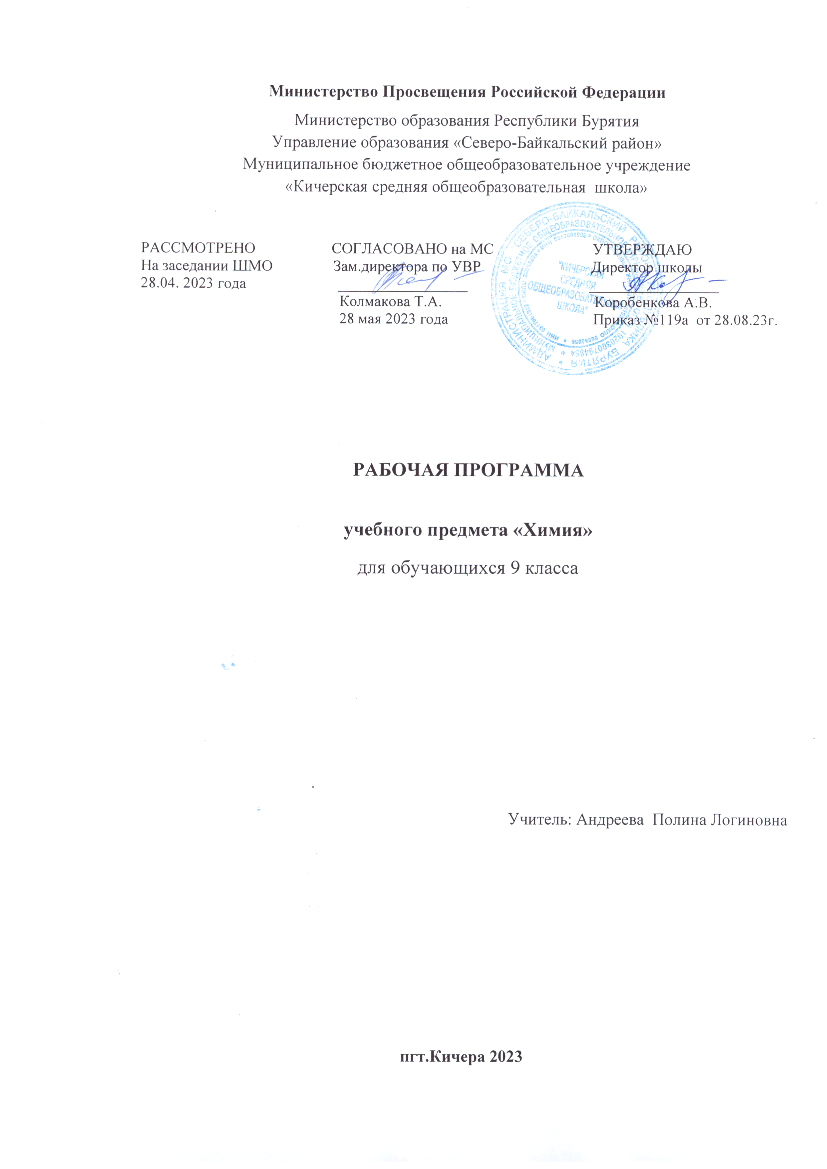 Министерство Просвещения Российской Федерации
Министерство образования Республики Бурятия
Управление образования «Северо-Байкальский район»
Муниципальное бюджетное общеобразовательное учреждение
«Кичерская средняя общеобразовательная школа»
РАССМОТРЕНО СОГЛАСОВАНО на МС УТВЕРЖДАЮ
На заседании ШМО Зам.директора по УВР Директор школы
28.04. 2023 года
Колмакова Т.А. Коробенкова А.В.
28 мая 2023 года Приказ №119а от 28.08.23г.
"КИЧЕРСКАЯ
СРЕДНЯЯ
ШКОЛА"
РАБОЧАЯ ПРОГРАММА
учебного предмета «Химия»
для обучающихся 9 класса
Учитель: Андреева Полина Логиновна
пгт.Кичера 2023